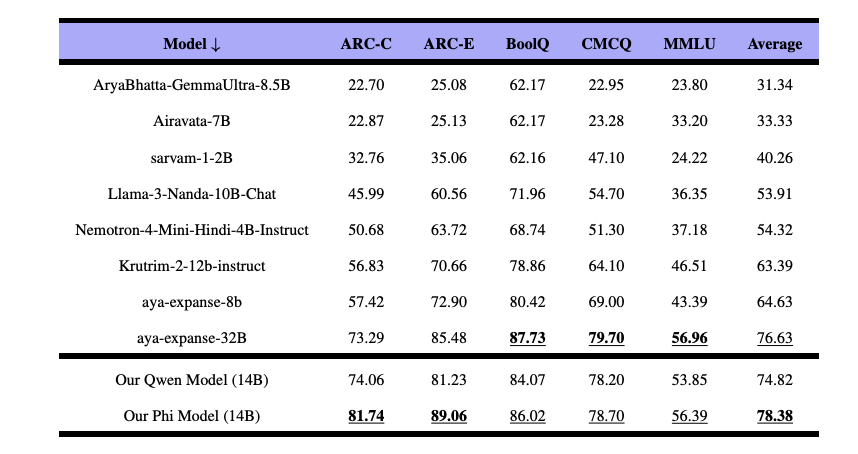 Model ↓ ARC-C ARC-E BoolQ CMCQ MMLU Average
AryaBhatta-GemmaUltra-8.5B 22.70 25.08 62.17 22.95 23.80 31.34
Airavata-7B 22.87 25.13 62.17 23.28 33.20 33.33
sarvam-1-2B 32.76 35.06 62.16 47.10 24.22 40.26
Llama-3-Nanda-10B-Chat 45.99 60.56 71.96 54.70 36.35 53.91
Nemotron-4-Mini-Hindi-4B-Instruct 50.68 63.72 68.74 51.30 37.18 54.32
Krutrim-2-12b-instruct 56.83 70.66 78.86 64.10 46.51 63.39
aya-expanse-8b 57.42 72.90 80.42 69.00 43.39 64.63
aya-expanse-32B 73.29 85.48 87.73 79.70 56.96 76.63
Our Qwen Model (14B) 74.06 81.23 84.07 78.20 53.85 74.82
Our Phi Model (14B) 81.74 89.06 86.02 78.70 56.39 78.38